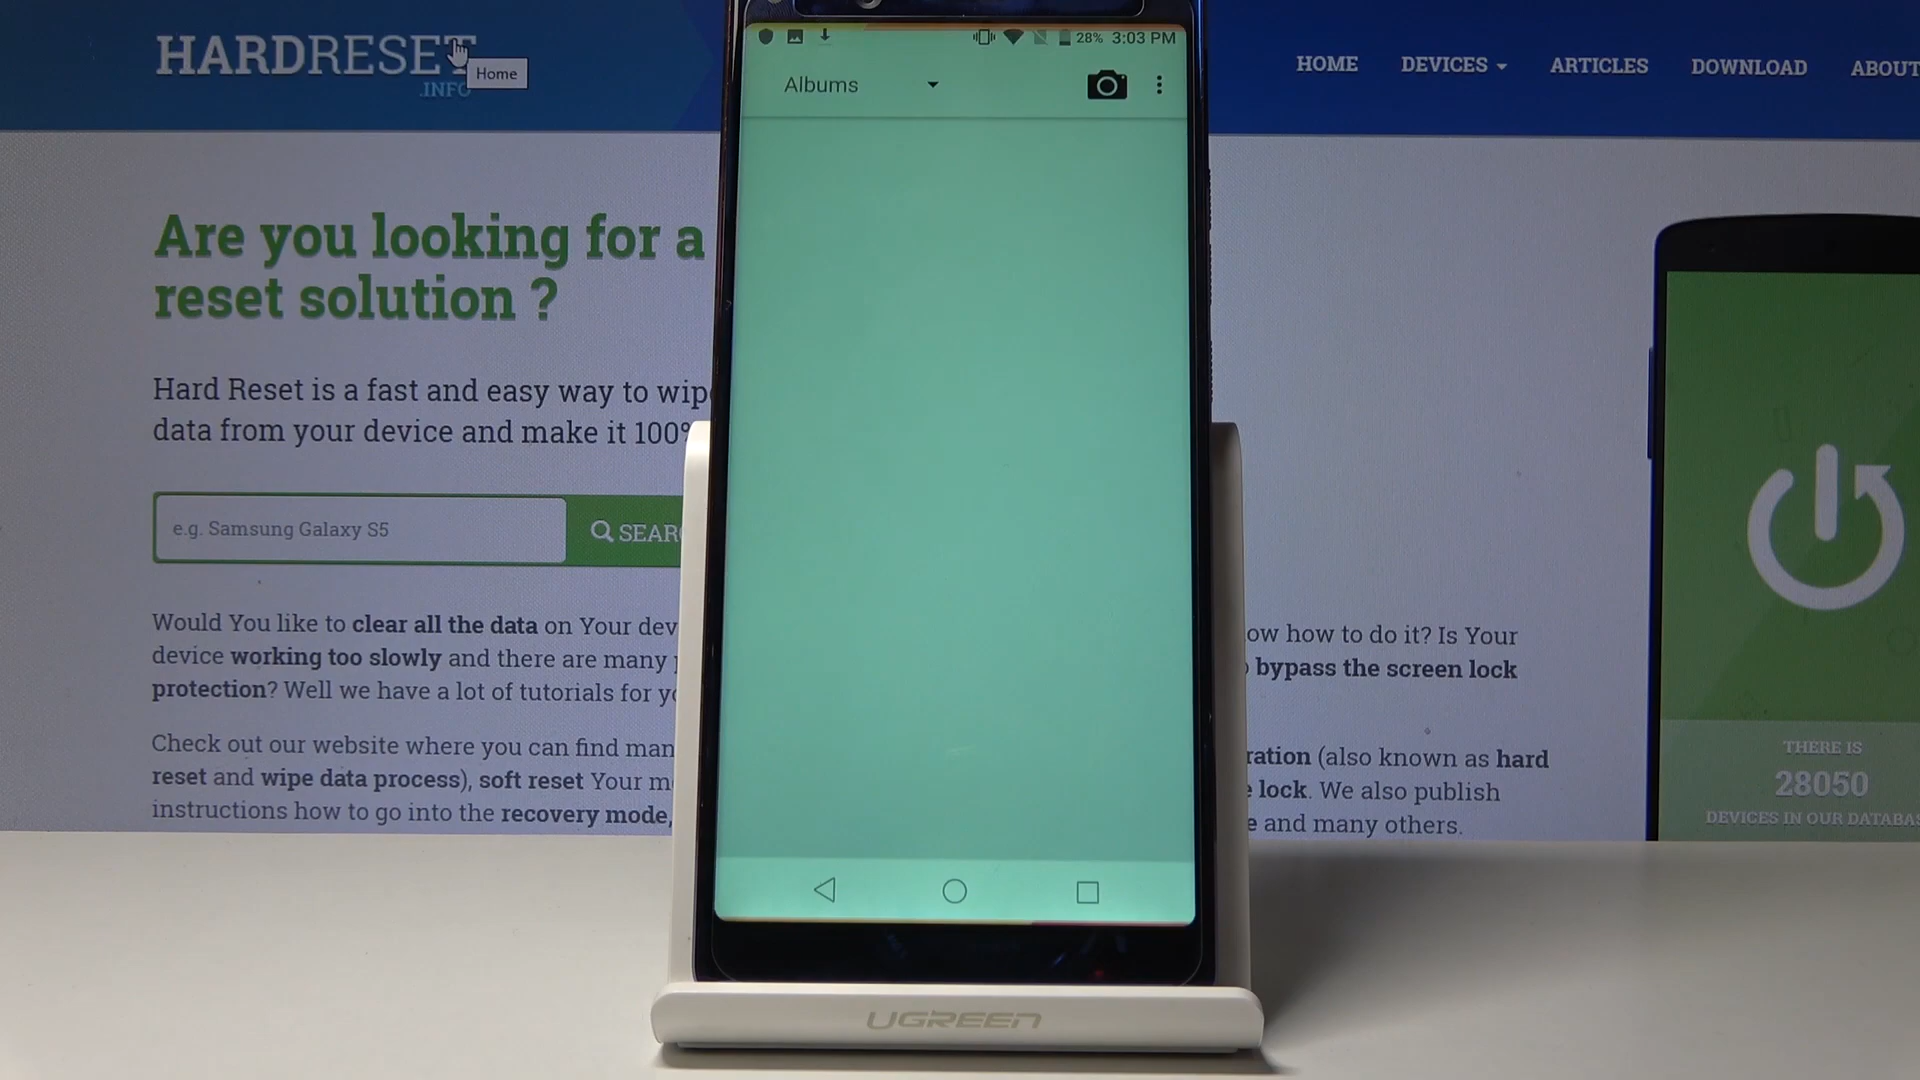 HARDRESET
.INFO
Home
HOME DEVICES ARTICLES DOWNLOAD ABOUT
28% 3:03 PM
Albums
Are you looking for a
reset solution ?
Hard Reset is a fast and easy way to wip
data from your device and make it 100%
e.g. Samsung Galaxy S5
SEAR
Would You like to clear all the data on Your dev
ow how to do it? Is Your
device working too slowly and there are many
bypass the screen lock
protection? Well we have a lot of tutorials for yo
Check out our website where you can find man
ration (also known as hard
reset and wipe data process), soft reset Your m
e lock. We also publish
instructions how to go into the recovery mode,
e and many others.
THERE IS
28050
DEVICES IN OUR DATABAS
UGREEN